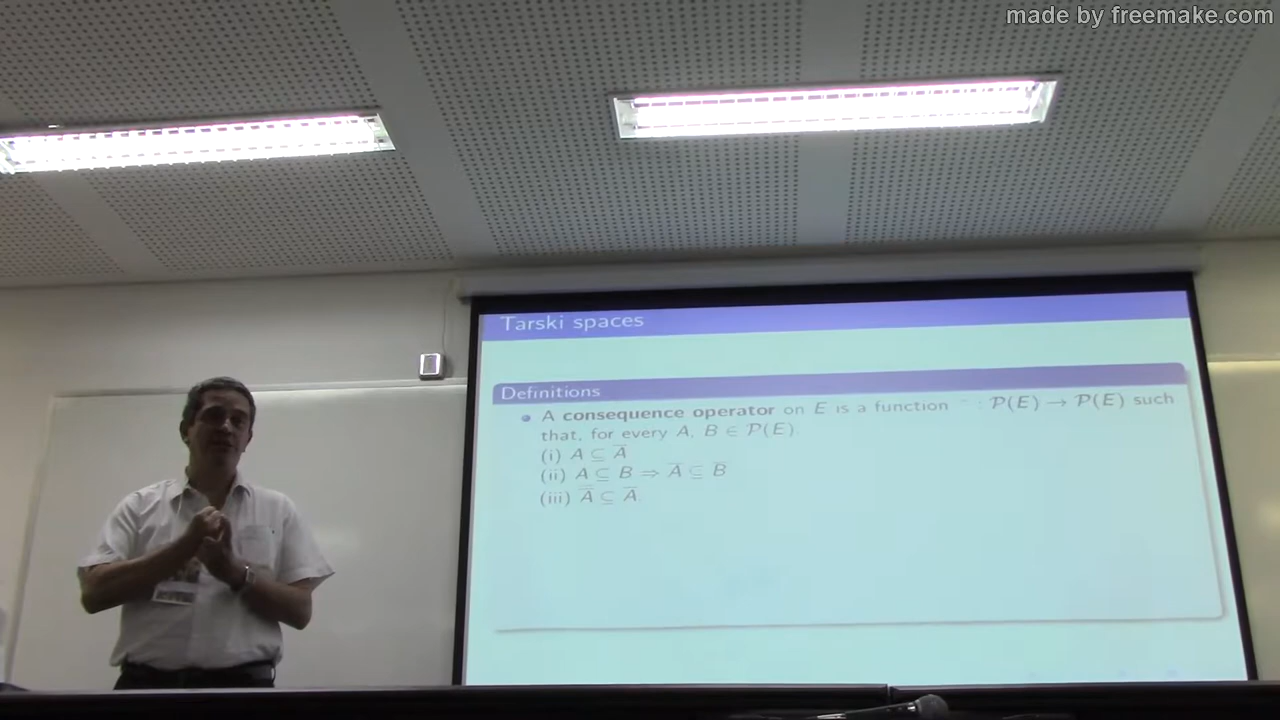 made by freemake.com
Tarski spaces
Definitions
A consequence operator on E is a function ‾ : 𝒫(E) → 𝒫(E) such
that, for every A, B ∈ 𝒫(E)
(i) A ⊆ A̅
(ii) A ⊆ B ⇒ A̅ ⊆ B̅
(iii) A̿ ⊆ A̅.